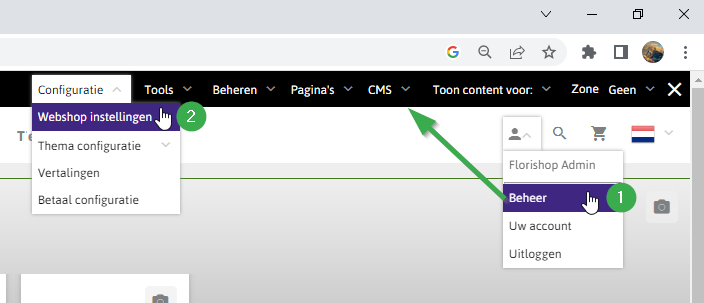 Configuratie Tools Beheren Pagina's CMS Toon content voor: Zone Geen
Webshop instellingen 2
Thema configuratie
Vertalingen
Betaal configuratie
Florishop Admin
Beheer 1
Uw account
Uitloggen